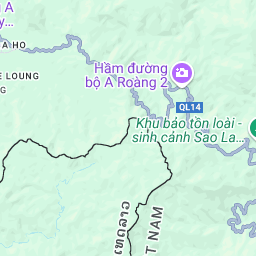 u A
y...
A HO
E LOUNG
G
Hầm đường
bộ A Roàng 2
QL14
Khu bảo tồn loài -
sinh cảnh Sao La...
T NAM